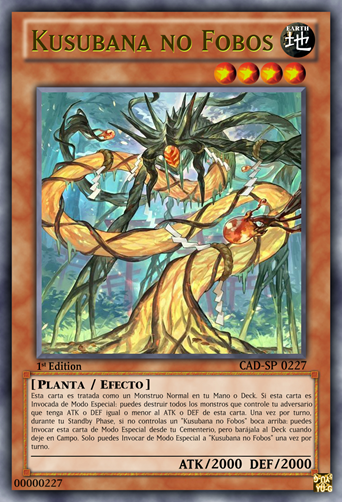 Kusubana no Fobos
EARTH
地
1st Edition
CAD-SP 0227
[ Planta / Efecto ]
Esta carta es tratada como un Monstruo Normal en tu Mano o Deck. Si esta carta es
Invocada de Modo Especial: puedes destruir todos los monstruos que controle tu adversario
que tenga ATK o DEF igual o menor al ATK o DEF de esta carta. Una vez por turno,
durante tu Standby Phase, si no controlas un "Kusubana no Fobos" boca arriba: puedes
Invocar esta carta de Modo Especial desde tu Cementerio, pero barájala al Deck cuando
deje en Campo. Solo puedes Invocar de Modo Especial a "Kusubana no Fobos" una vez por
turno.
ATK/2000 DEF/2000
00000227